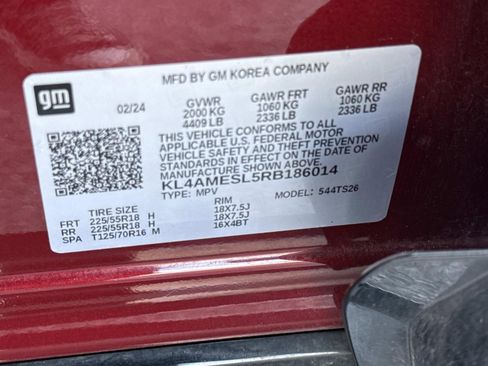 gm
MFD BY GM KOREA COMPANY
02/24 GVWR GAWR FRT GAWR RR
2000 KG 1060 KG 1060 KG
4409 LB 2336 LB 2336 LB
THIS VEHICLE CONFORMS TO ALL
APPLICABLE U.S. FEDERAL MOTOR
VEHICLE SAFETY AND THEFT PREVENTION
STANDARDS IN EFFECT ON THE DATE OF
MANUFACTURE SHOWN ABOVE.
KL4AMESL5RB186014
TYPE: MPV MODEL: 544TS26
TIRE SIZE RIM
FRT 225/55R18 H 18X7.5J
RR 225/55R18 H 18X7.5J
SPA T125/70R16 M 16X4BT